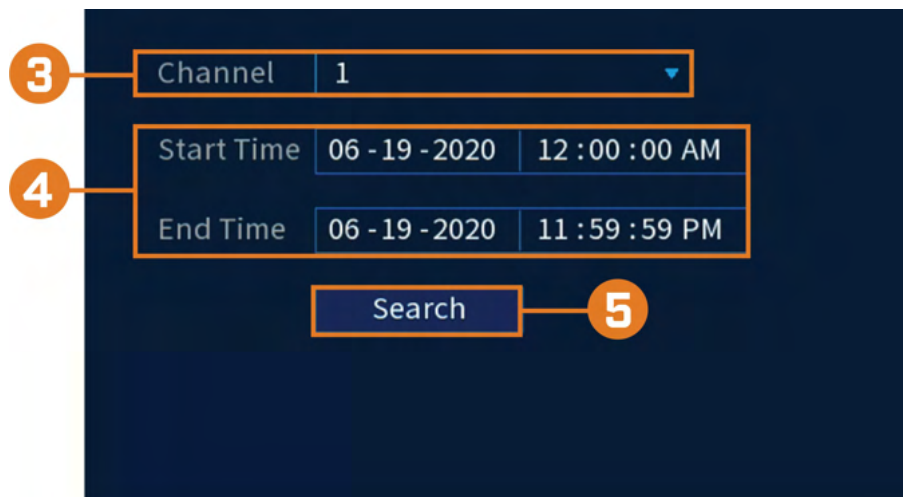 3 Channel 1
4 Start Time 06 - 19 - 2020 12 : 00 : 00 AM
End Time 06 - 19 - 2020 11 : 59 : 59 PM
Search 5